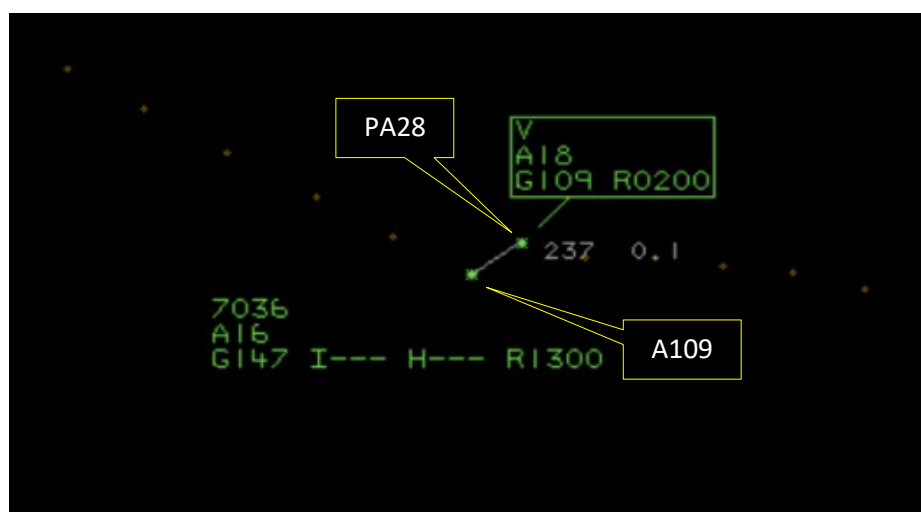 PA28
V
A18
G109 R0200
237 0.1
7036
A16
G147 I--- H--- R1300
A109